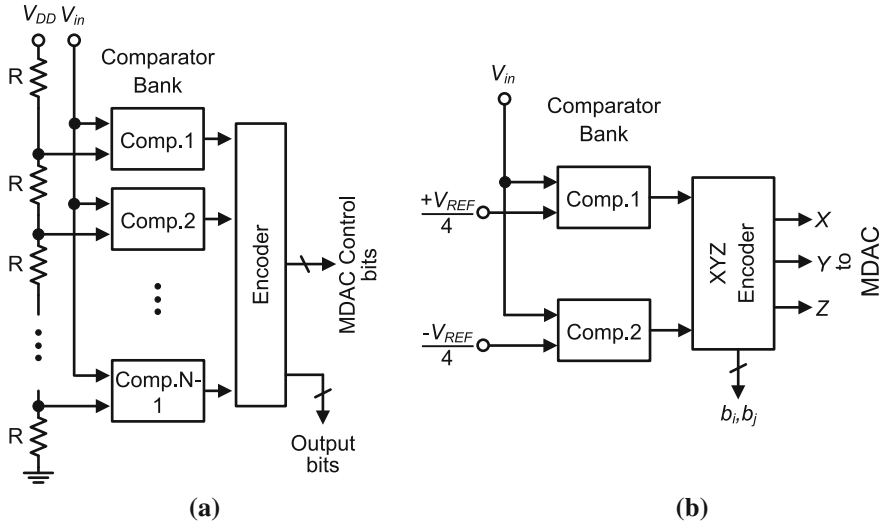 V_DD V_in
Comparator
Bank
R
Comp.1
R
Comp.2
R
Encoder
MDAC Control
bits
Comp.N-
1
R
Output
bits
(a)
V_in
Comparator
Bank
+V_REF
4
Comp.1
-V_REF
4
Comp.2
XYZ
Encoder
X
Y
Z
to
MDAC
b_i,b_j
(b)